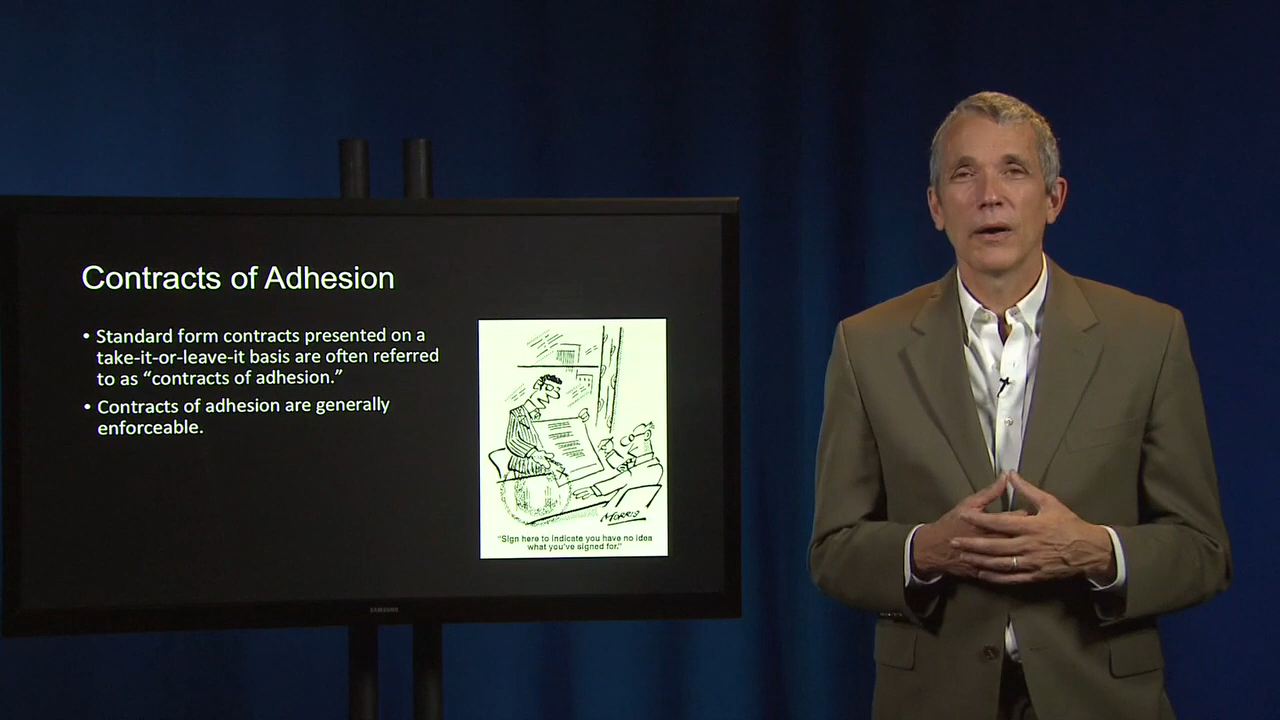 Contracts of Adhesion
• Standard form contracts presented on a
take-it-or-leave-it basis are often referred
to as “contracts of adhesion.”
• Contracts of adhesion are generally
enforceable.
MORRIS
“Sign here to indicate you have no idea
what you’ve signed for.”
SAMSUNG